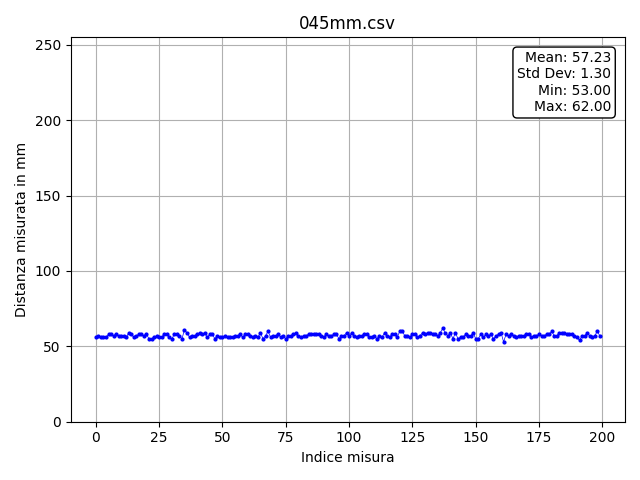 045mm.csv
Mean: 57.23
Std Dev: 1.30
Min: 53.00
Max: 62.00
Distanza misurata in mm
250
200
150
100
50
0
0 25 50 75 100 125 150 175 200
Indice misura